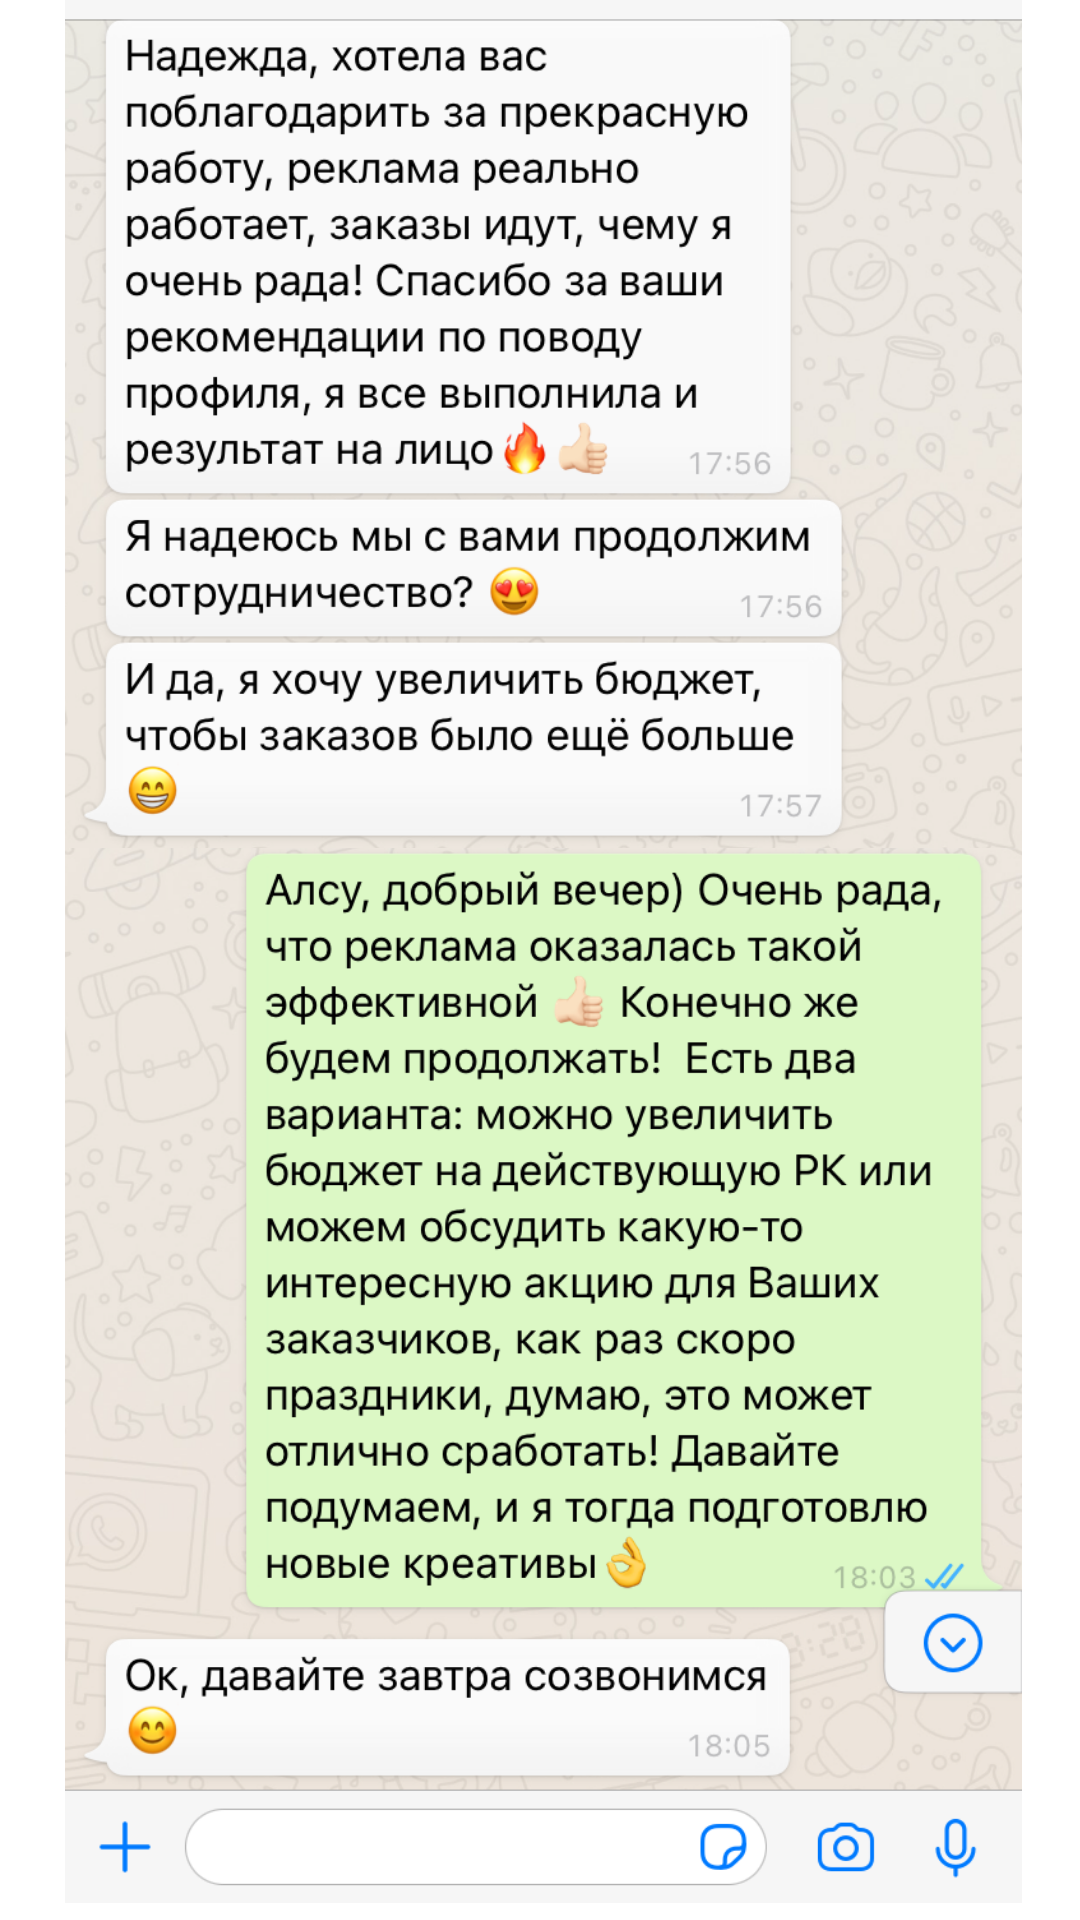 Надежда, хотела вас
поблагодарить за прекрасную
работу, реклама реально
работает, заказы идут, чему я
очень рада! Спасибо за ваши
рекомендации по поводу
профиля, я все выполнила и
результат на лицо🔥👍🏻 17:56
Я надеюсь мы с вами продолжим
сотрудничество? 😍 17:56
И да, я хочу увеличить бюджет,
чтобы заказов было ещё больше
😁 17:57
Алсу, добрый вечер) Очень рада,
что реклама оказалась такой
эффективной 👍🏻 Конечно же
будем продолжать!  Есть два
варианта: можно увеличить
бюджет на действующую РК или
можем обсудить какую-то
интересную акцию для Ваших
заказчиков, как раз скоро
праздники, думаю, это может
отлично сработать! Давайте
подумаем, и я тогда подготовлю
новые креативы👌 18:03
Ок, давайте завтра созвонимся
😊 18:05